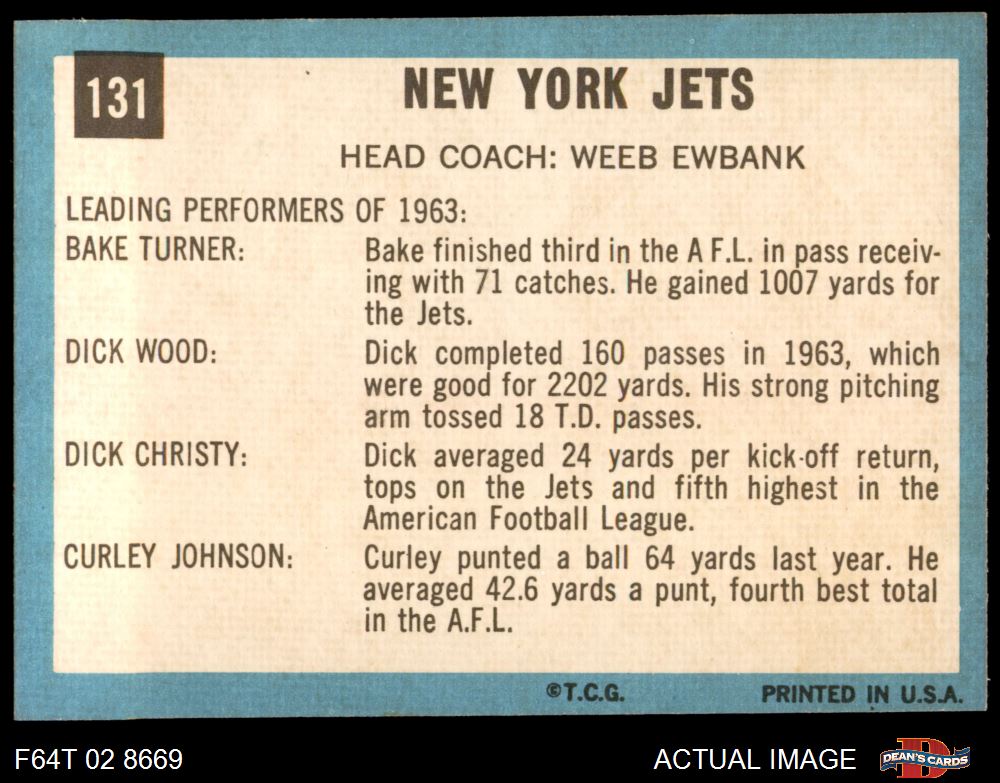 131
NEW YORK JETS
HEAD COACH: WEEB EWBANK
LEADING PERFORMERS OF 1963:
BAKE TURNER: Bake finished third in the A F.L. in pass receiv-
ing with 71 catches. He gained 1007 yards for
the Jets.
DICK WOOD: Dick completed 160 passes in 1963, which
were good for 2202 yards. His strong pitching
arm tossed 18 T.D. passes.
DICK CHRISTY: Dick averaged 24 yards per kick-off return,
tops on the Jets and fifth highest in the
American Football League.
CURLEY JOHNSON: Curley punted a ball 64 yards last year. He
averaged 42.6 yards a punt, fourth best total
in the A.F.L.
©T.C.G. PRINTED IN U.S.A.
F64T 02 8669 ACTUAL IMAGE D DEAN'S CARDS